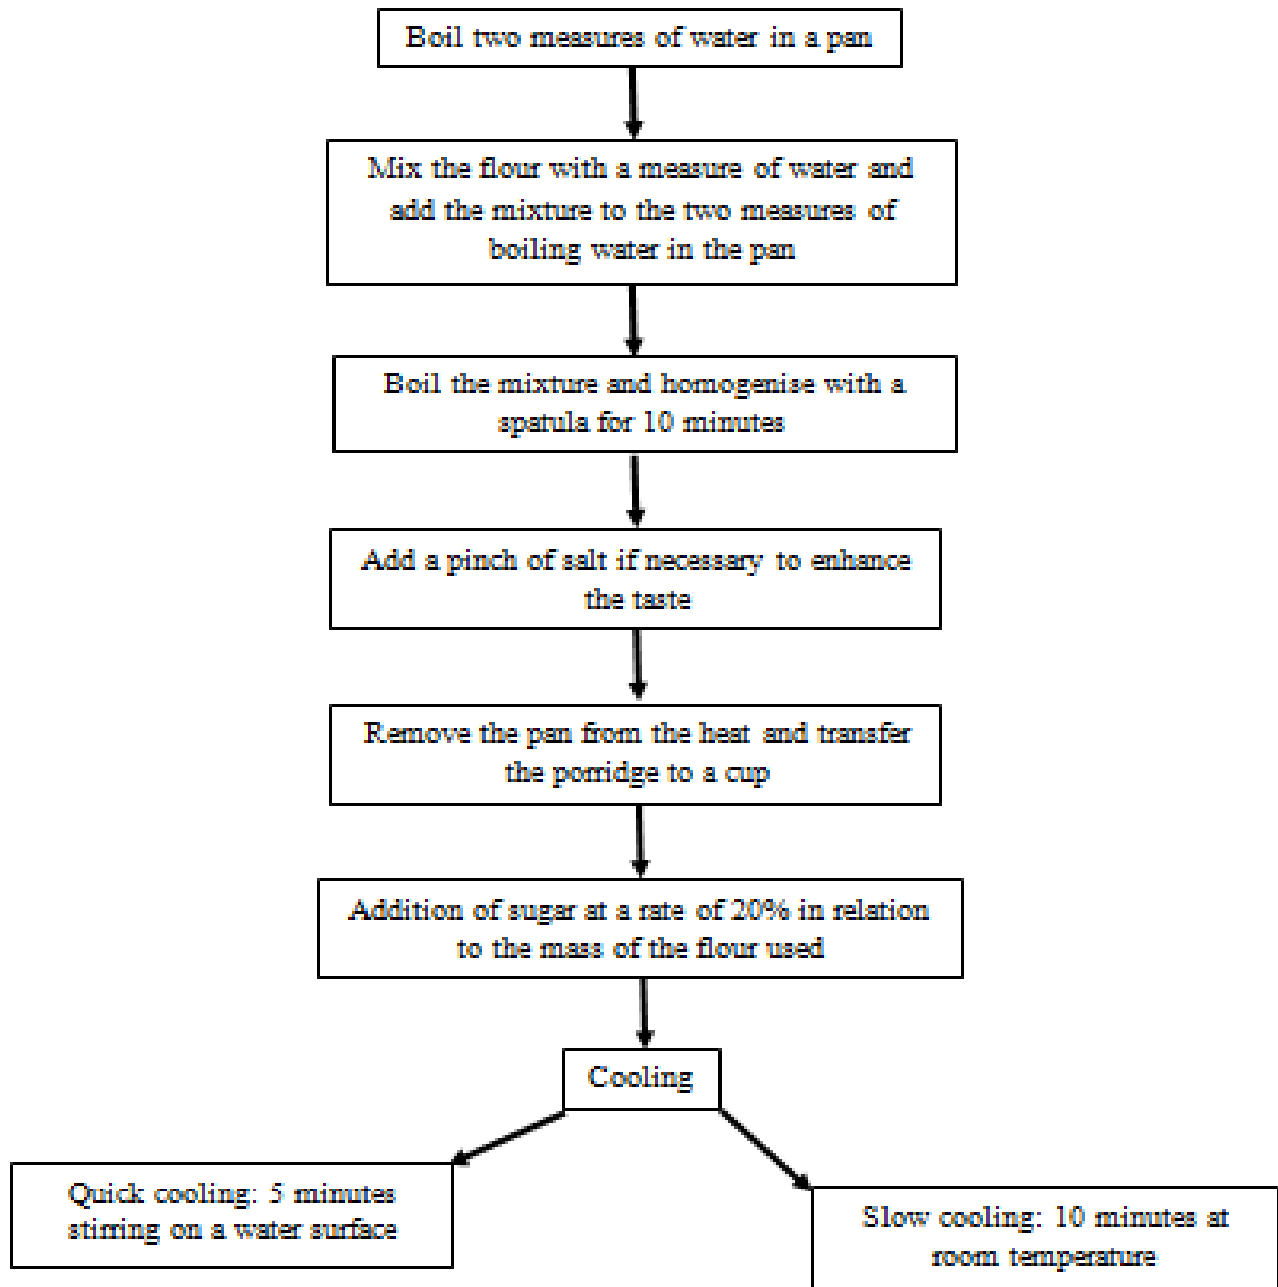 Boil two measures of water in a pan
Mix the flour with a measure of water and
add the mixture to the two measures of
boiling water in the pan
Boil the mixture and homogenise with a
spatula for 10 minutes
Add a pinch of salt if necessary to enhance
the taste
Remove the pan from the heat and transfer
the porridge to a cup
Addition of sugar at a rate of 20% in relation
to the mass of the flour used
Cooling
Quick cooling: 5 minutes
stirring on a water surface
Slow cooling: 10 minutes at
room temperature